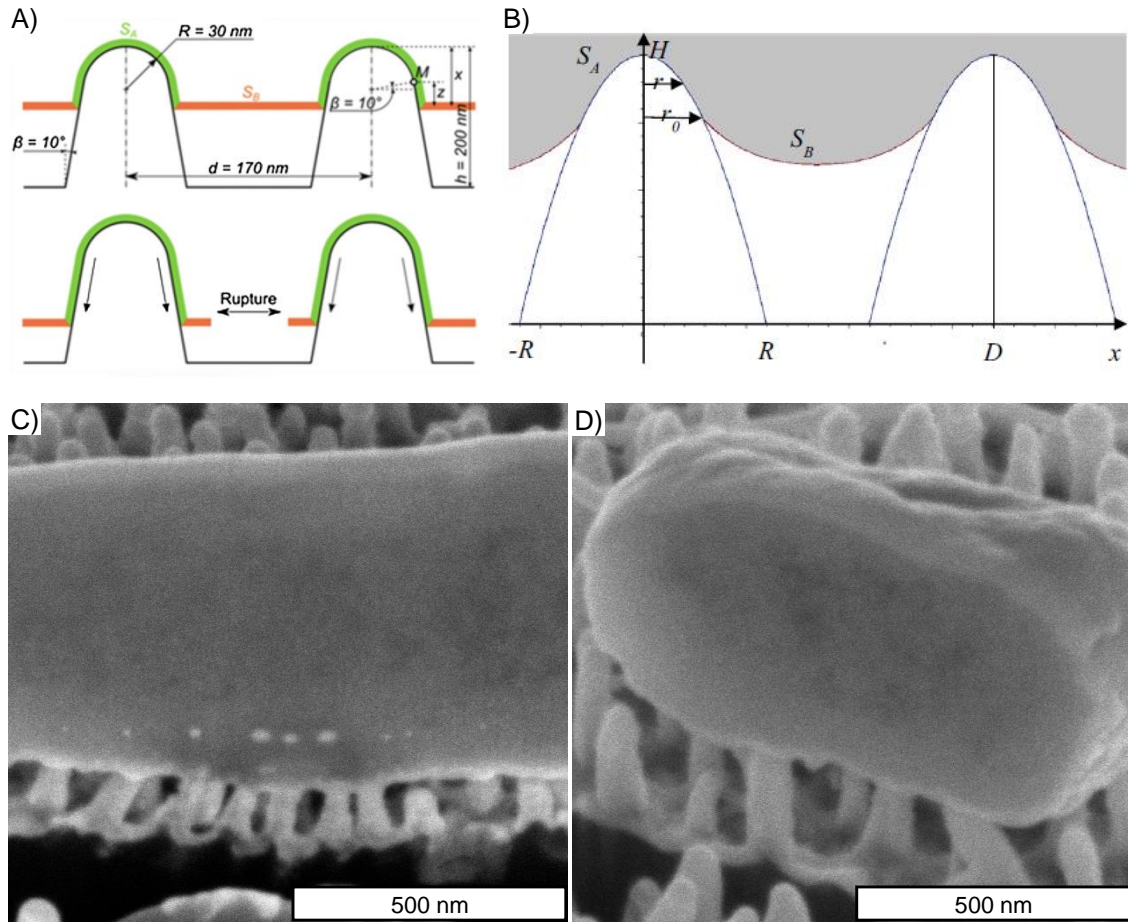 A)
S_A
R = 30 nm
M
x
S_B
z
β = 10°
β = 10°
h = 200 nm
d = 170 nm
Rupture
B)
S_A
H
r
r_0
S_B
-R
R
D
x
C)
500 nm
D)
500 nm